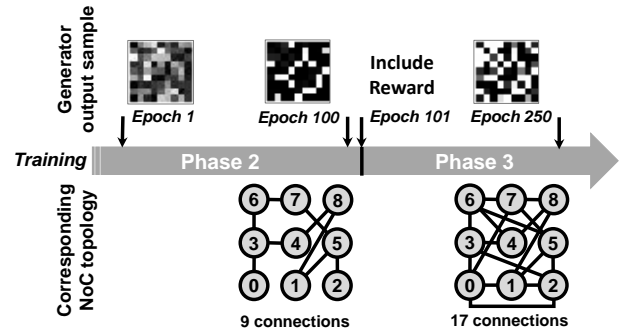 Generator
output sample
Include
Reward
Epoch 1
Epoch 100
Epoch 101
Epoch 250
Training
Phase 2
Phase 3
Corresponding
NoC topology
6 7 8
3 4 5
0 1 2
9 connections
6 7 8
3 4 5
0 1 2
17 connections